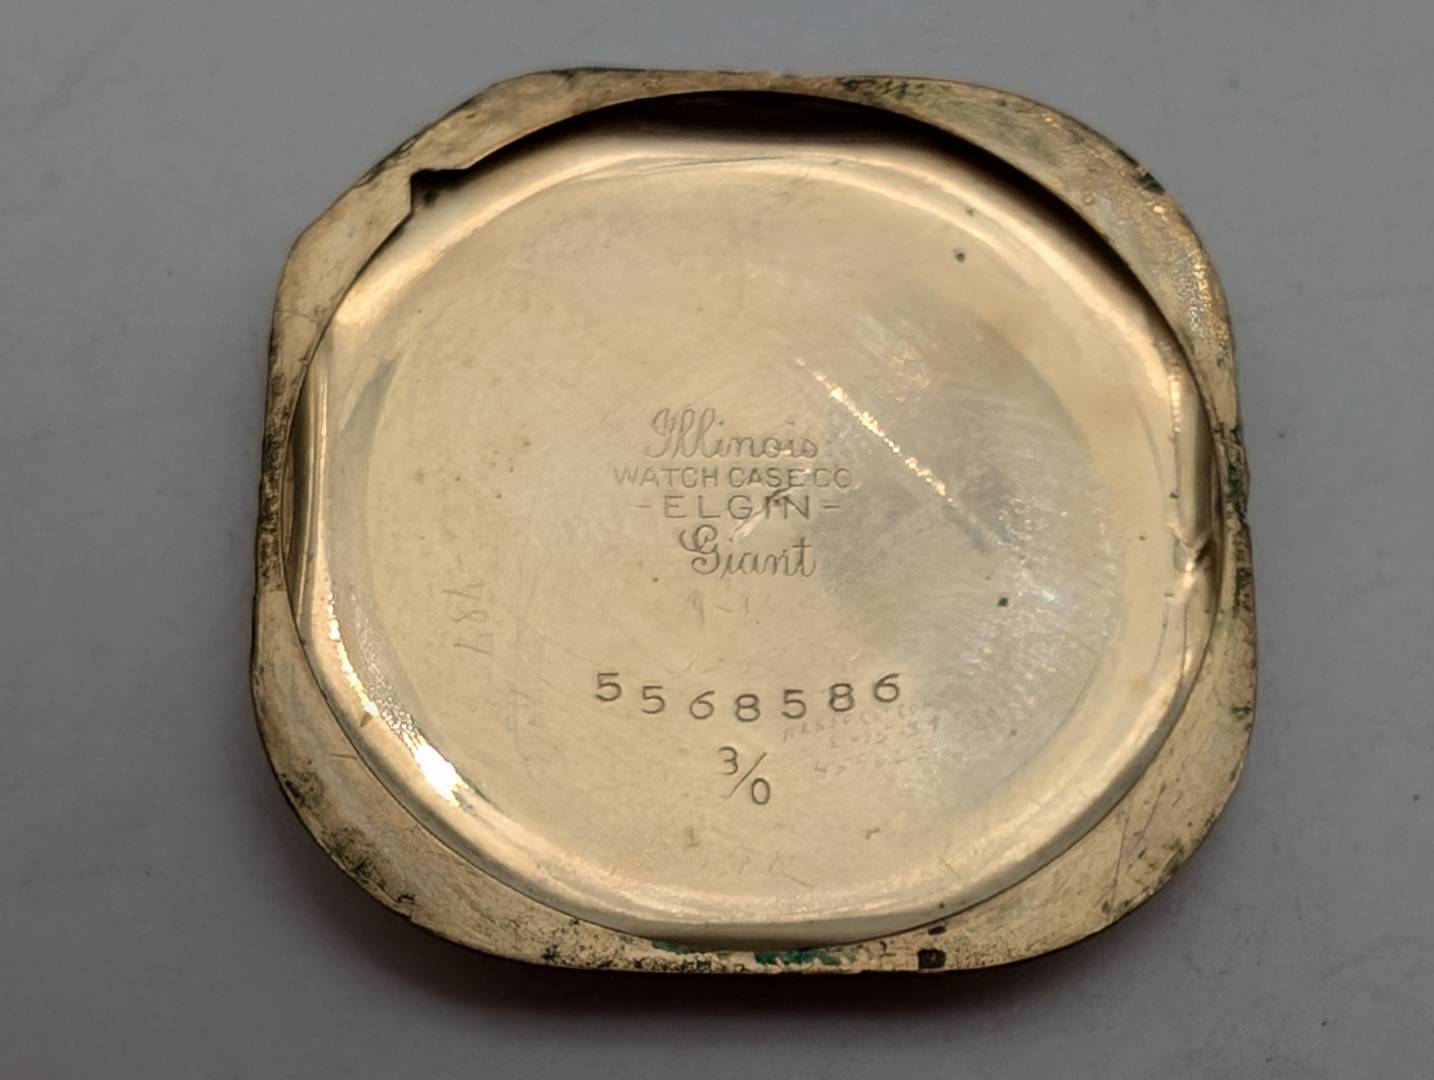 Illinois
WATCH CASE CO
-ELGIN-
Giant
5568586
3/0